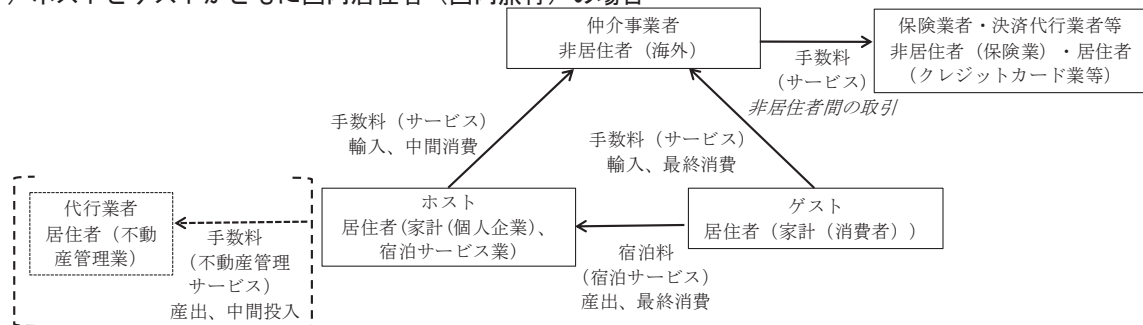 ）ホストとゲストがともに国内居住者（国内旅行）の場合
仲介事業者
非居住者（海外）
手数料
（サービス）
非居住者間の取引
保険業者・決済代行業者等
非居住者（保険業）・居住者
（クレジットカード業等）
手数料（サービス）
輸入、中間消費
手数料（サービス）
輸入、最終消費
代行業者
居住者（不動
産管理業）
手数料
（不動産管理
サービス）
産出、中間投入
ホスト
居住者(家計(個人企業)、
宿泊サービス業）
宿泊料
（宿泊サービス）
産出、最終消費
ゲスト
居住者（家計（消費者））